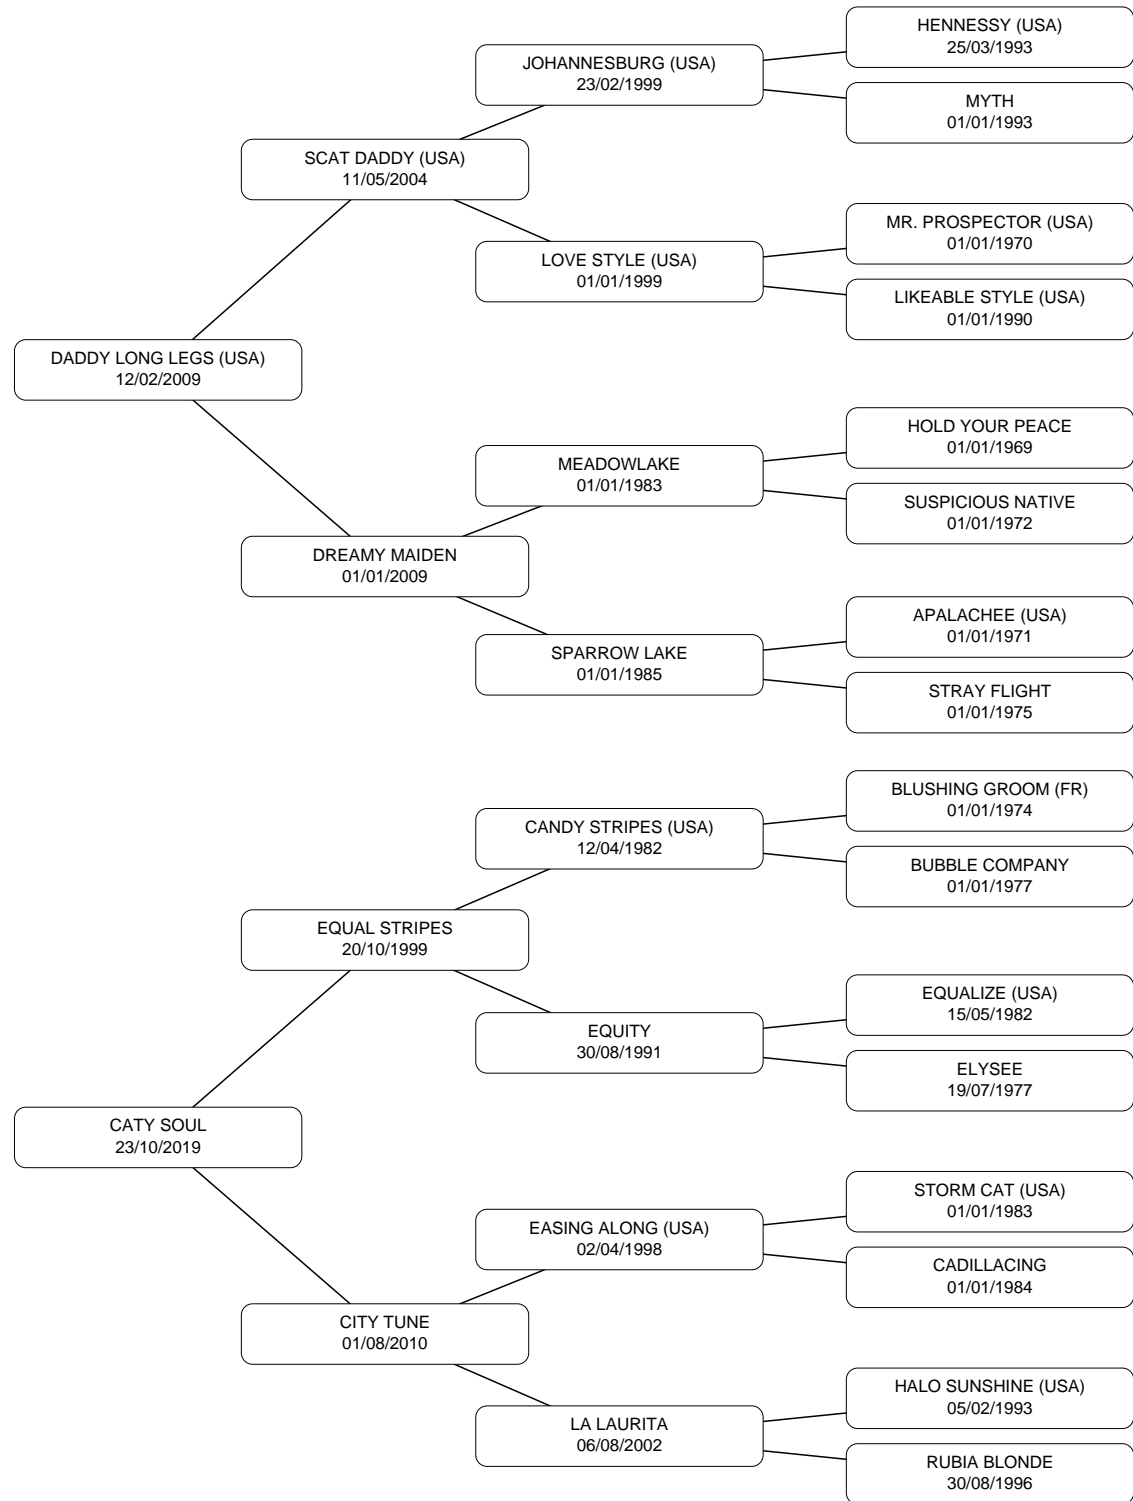 HENNESSY (USA)
25/03/1993
JOHANNESBURG (USA)
23/02/1999
MYTH
01/01/1993
SCAT DADDY (USA)
11/05/2004
MR. PROSPECTOR (USA)
01/01/1970
LOVE STYLE (USA)
01/01/1999
LIKEABLE STYLE (USA)
01/01/1990
DADDY LONG LEGS (USA)
12/02/2009
HOLD YOUR PEACE
01/01/1969
MEADOWLAKE
01/01/1983
SUSPICIOUS NATIVE
01/01/1972
DREAMY MAIDEN
01/01/2009
APALACHEE (USA)
01/01/1971
SPARROW LAKE
01/01/1985
STRAY FLIGHT
01/01/1975
BLUSHING GROOM (FR)
01/01/1974
CANDY STRIPES (USA)
12/04/1982
BUBBLE COMPANY
01/01/1977
EQUAL STRIPES
20/10/1999
EQUALIZE (USA)
15/05/1982
EQUITY
30/08/1991
ELYSEE
19/07/1977
CATY SOUL
23/10/2019
STORM CAT (USA)
01/01/1983
EASING ALONG (USA)
02/04/1998
CADILLACING
01/01/1984
CITY TUNE
01/08/2010
HALO SUNSHINE (USA)
05/02/1993
LA LAURITA
06/08/2002
RUBIA BLONDE
30/08/1996